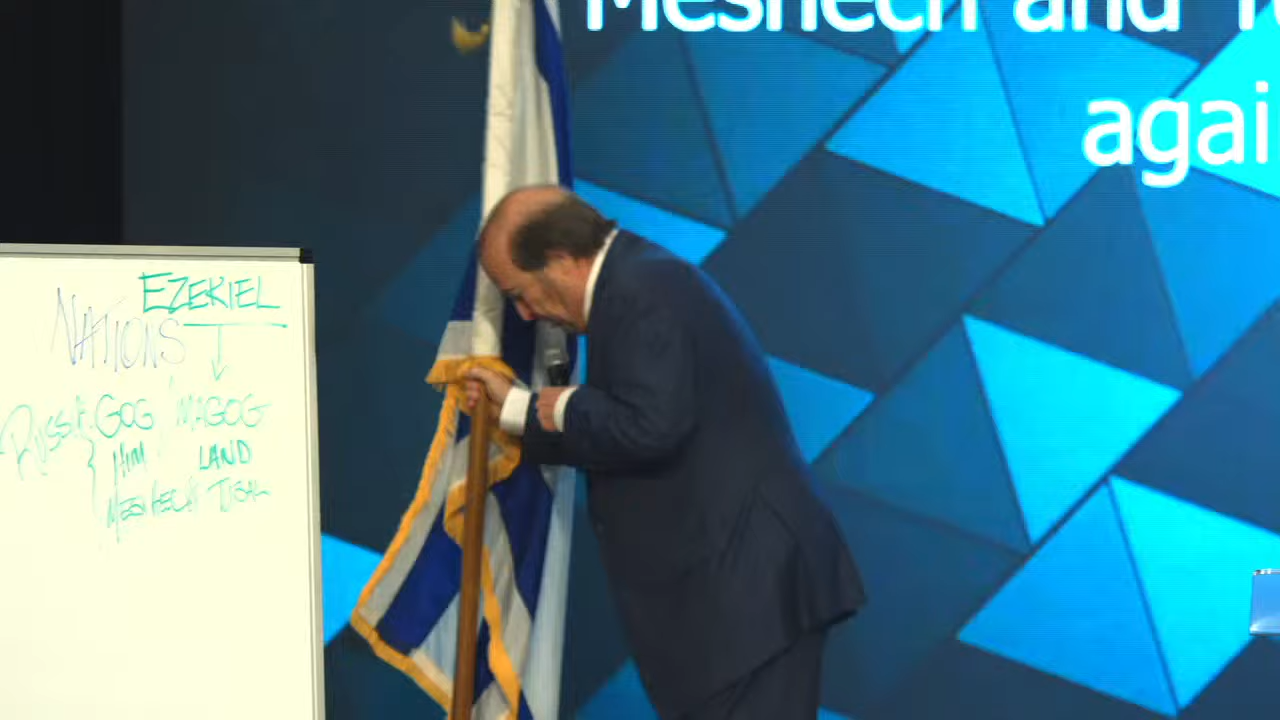 Meshech and
agai
EZEKIEL
NATIONS
RUSSIA GOG MAGOG
HIM LAND
MESHECH TUBAL